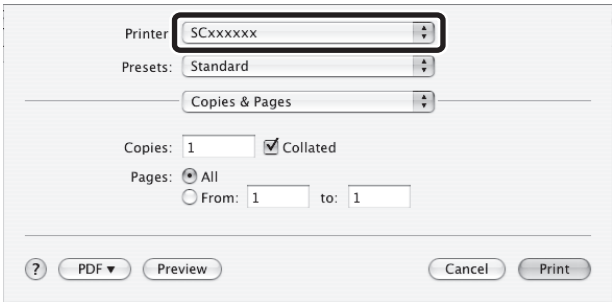 Printer SCxxxxxx
Presets: Standard
Copies & Pages
Copies: 1 Collated
Pages: All
From: 1 to: 1
? PDF ▼ Preview Cancel Print